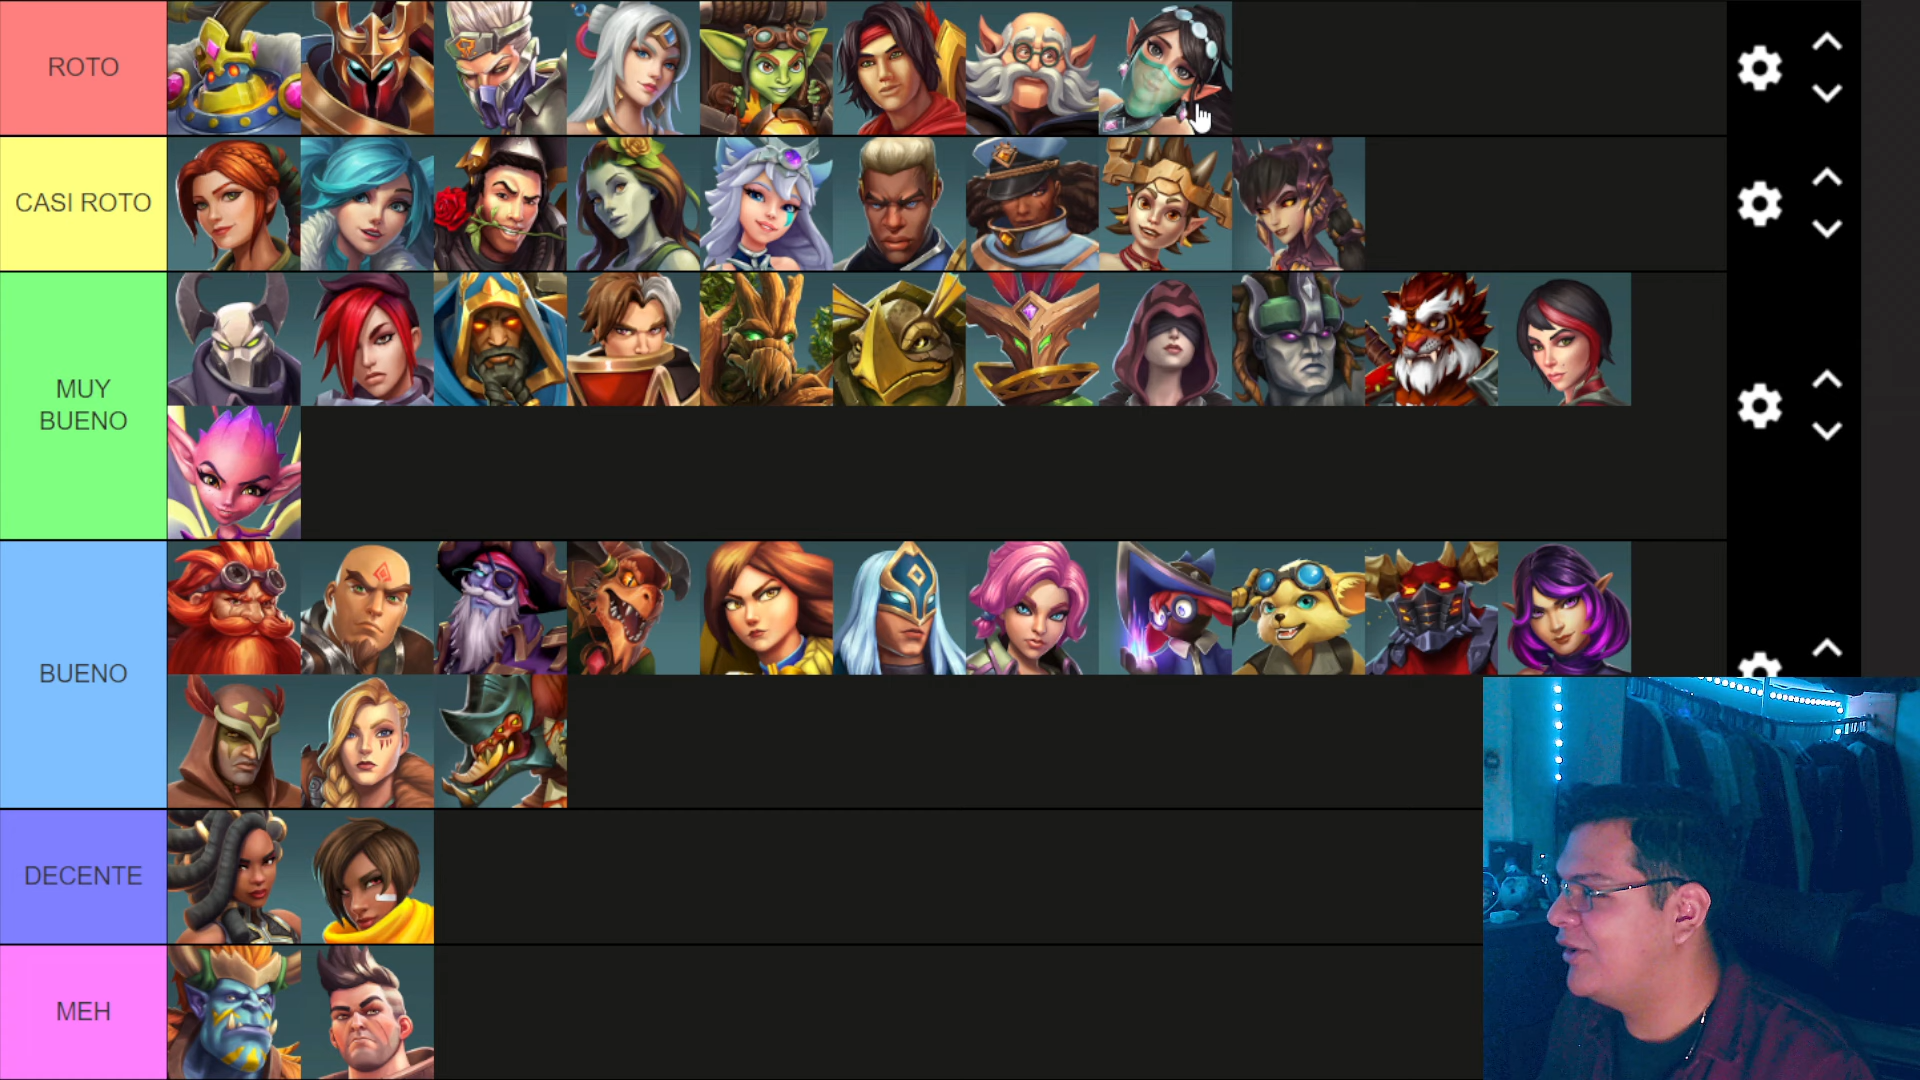 ROTO
CASI ROTO
MUY
BUENO
BUENO
DECENTE
MEH